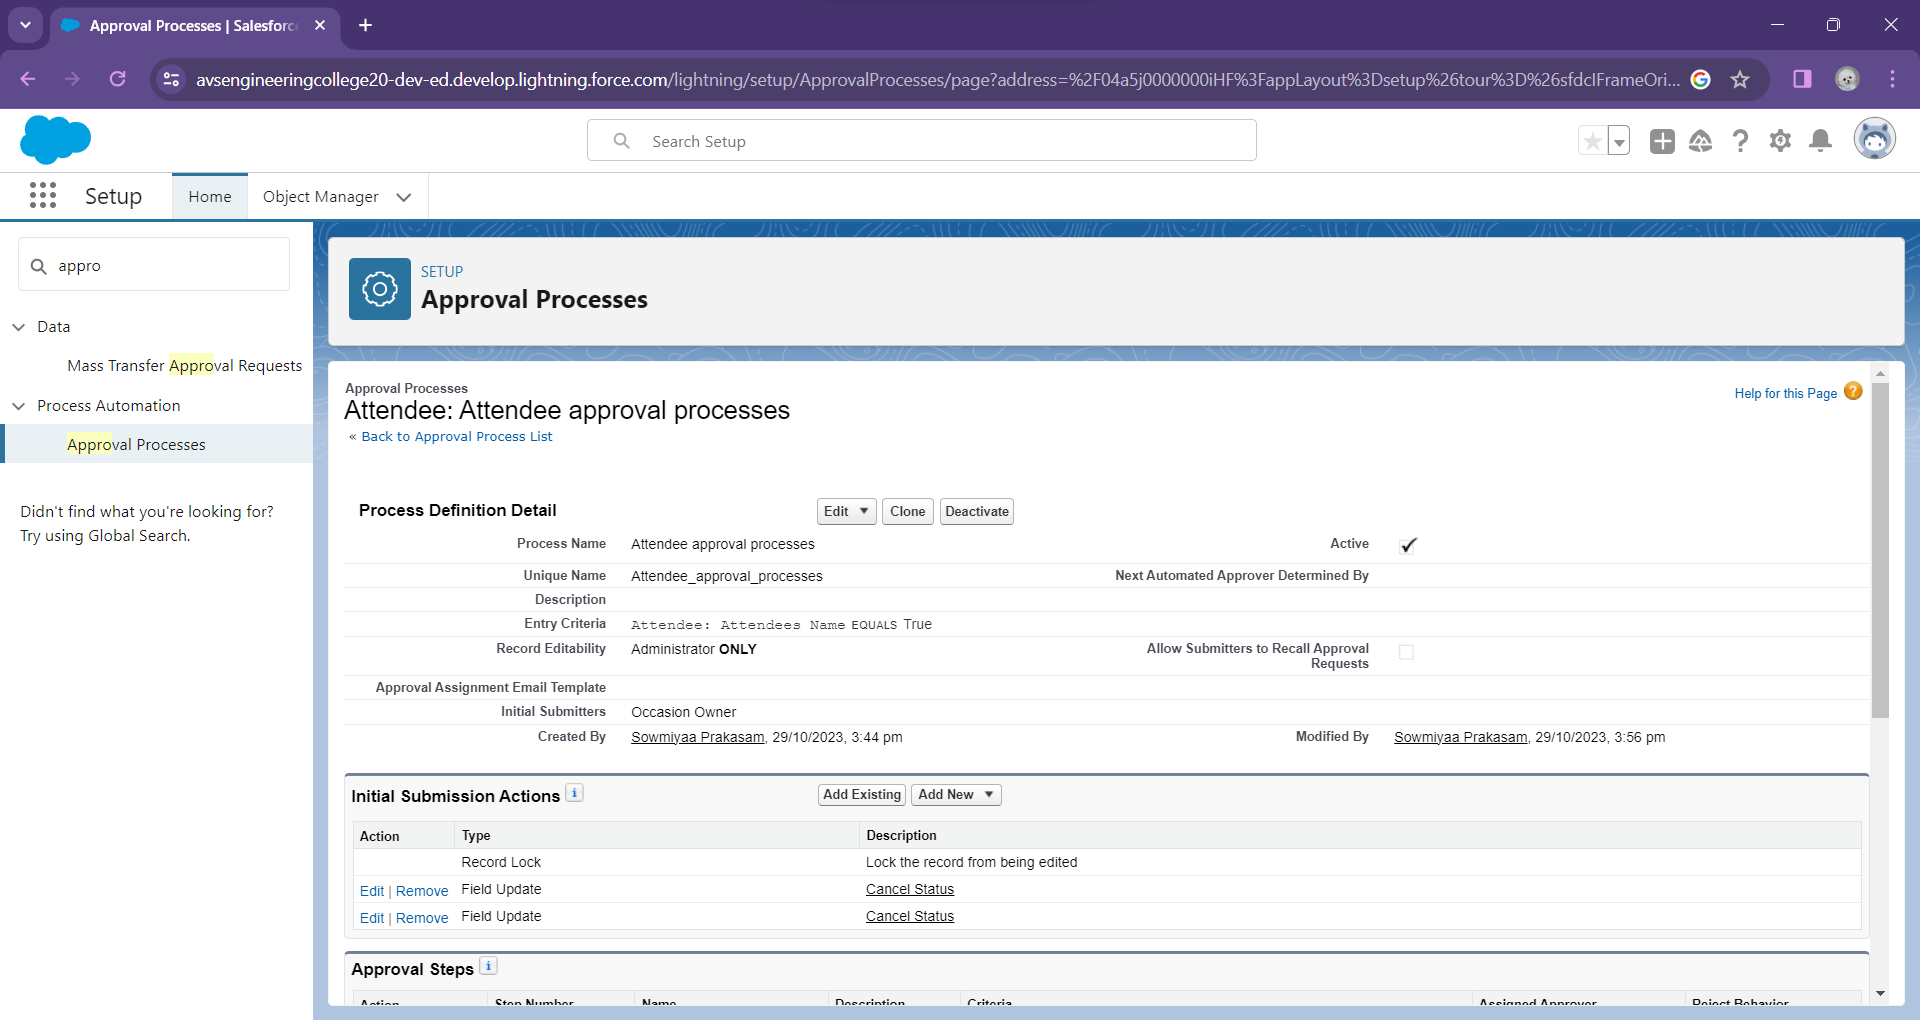 Approval Processes | Salesforc
avsengineeringcollege20-dev-ed.develop.lightning.force.com/lightning/setup/ApprovalProcesses/page?address=%2F04a5j0000000iHF%3FappLayout%3Dsetup%26tour%3D%26sfdcIFrameOri...
Search Setup
Setup
Home
Object Manager
appro
Data
Mass Transfer Approval Requests
Process Automation
Approval Processes
Didn't find what you're looking for?
Try using Global Search.
SETUP
Approval Processes
Approval Processes
Attendee: Attendee approval processes
« Back to Approval Process List
Help for this Page ?
Process Definition Detail
Edit
Clone
Deactivate
Process Name Attendee approval processes Active
Unique Name Attendee_approval_processes Next Automated Approver Determined By
Description
Entry Criteria Attendee: Attendees Name EQUALS True
Record Editability Administrator ONLY Allow Submitters to Recall Approval
Requests
Approval Assignment Email Template
Initial Submitters Occasion Owner
Created By Sowmiyaa Prakasam, 29/10/2023, 3:44 pm Modified By Sowmiyaa Prakasam, 29/10/2023, 3:56 pm
Initial Submission Actions i Add Existing Add New
Action Type Description
Record Lock Lock the record from being edited
Edit | Remove Field Update Cancel Status
Edit | Remove Field Update Cancel Status
Approval Steps i
Action Step Number Name Description Criteria Assigned Approver Reject Behavior